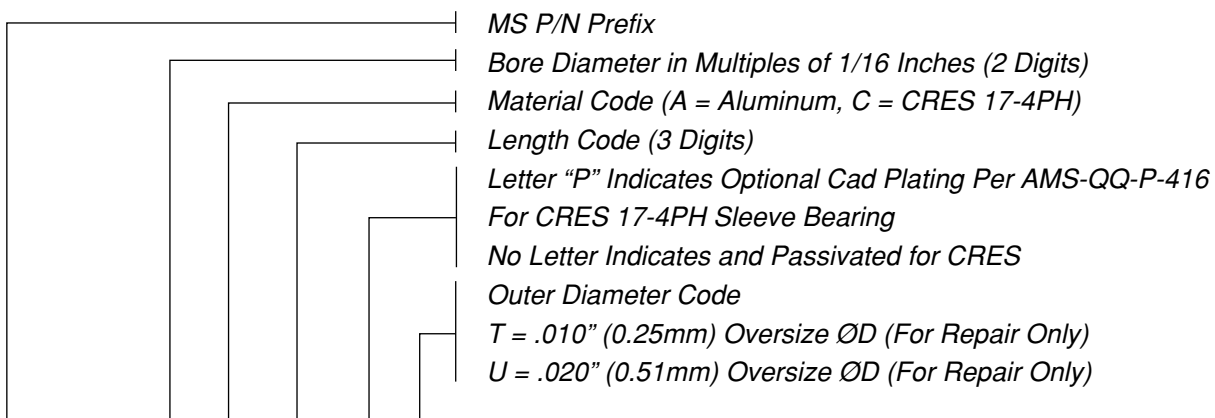 MS P/N Prefix
Bore Diameter in Multiples of 1/16 Inches (2 Digits)
Material Code (A = Aluminum, C = CRES 17-4PH)
Length Code (3 Digits)
Letter “P” Indicates Optional Cad Plating Per AMS-QQ-P-416
For CRES 17-4PH Sleeve Bearing
No Letter Indicates and Passivated for CRES
Outer Diameter Code
T = .010” (0.25mm) Oversize ØD (For Repair Only)
U = .020” (0.51mm) Oversize ØD (For Repair Only)